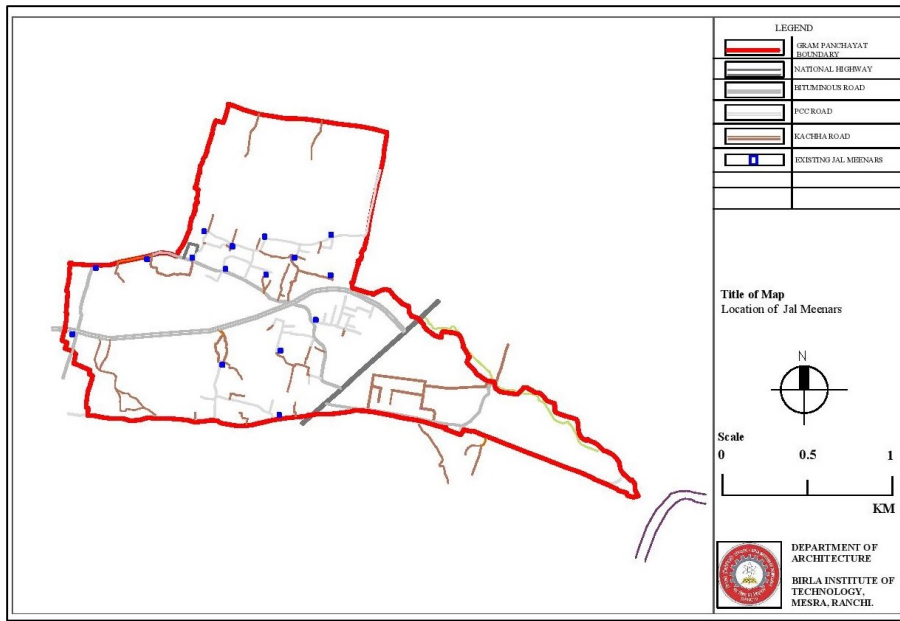 LEGEND
GRAM PANCHAYAT
BOUNDARY
NATIONAL HIGHWAY
BITUMINOUS ROAD
PCC ROAD
KACHHA ROAD
EXISTING JAL MEENARS
Title of Map
Location of Jal Meenars
N
Scale
0 0.5 1
KM
DEPARTMENT OF
ARCHITECTURE
BIRLA INSTITUTE OF
TECHNOLOGY,
MESRA, RANCHI.